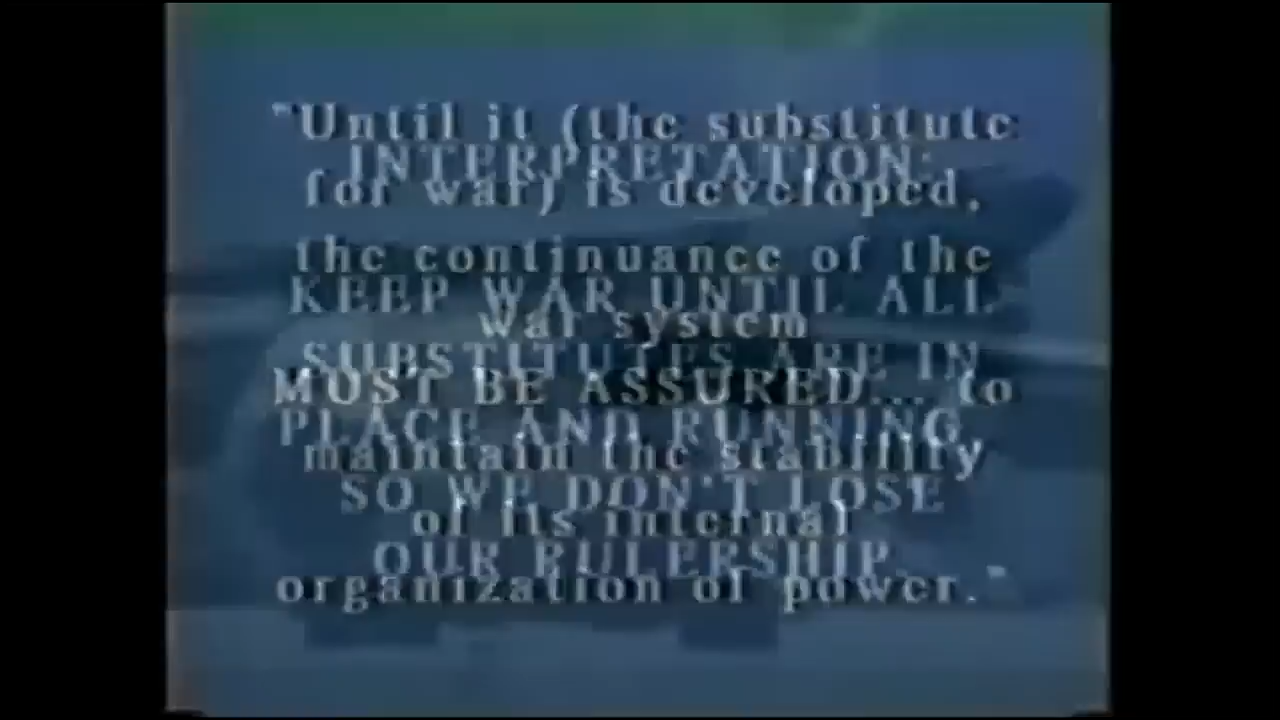 "Until it (the substitute
INTERPRETATION:
for war) is developed,
the continuance of the
KEEP WAR UNTIL ALL
war system
SUBSTITUTES ARE IN
MUST BE ASSURED.... to
PLACE AND RUNNING
maintain the stability
SO WE DON'T LOSE
of its internal
OUR RULERSHIP.
organization of power."